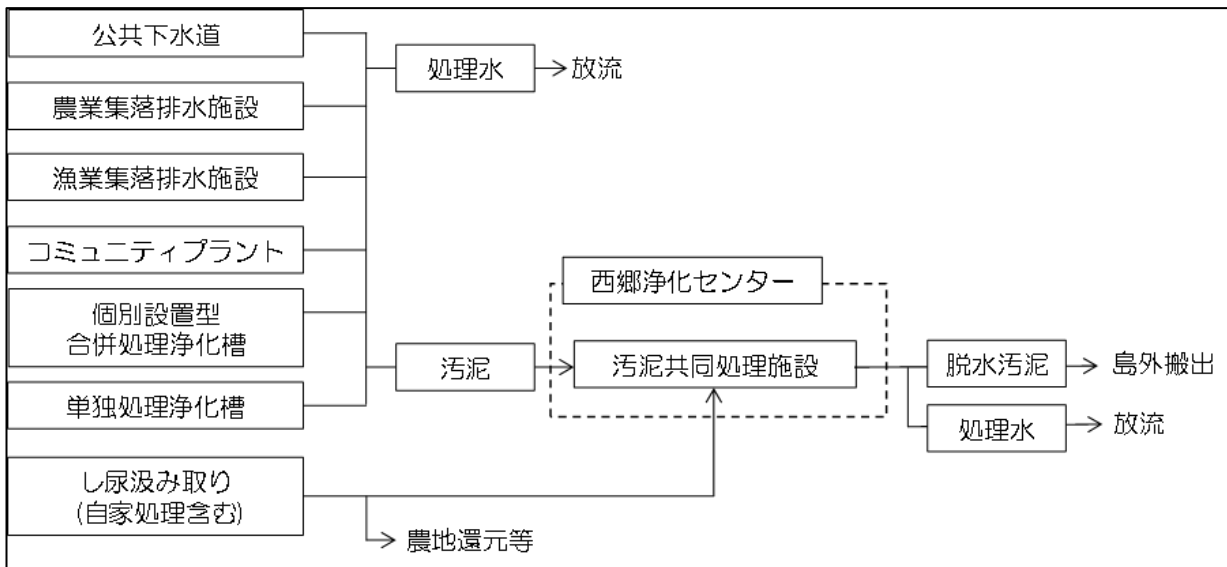 公共下水道
農業集落排水施設
漁業集落排水施設
コミュニティプラント
個別設置型
合併処理浄化槽
単独処理浄化槽
し尿汲み取り
(自家処理含む)
処理水
放流
汚泥
西郷浄化センター
汚泥共同処理施設
脱水汚泥
島外搬出
処理水
放流
農地還元等